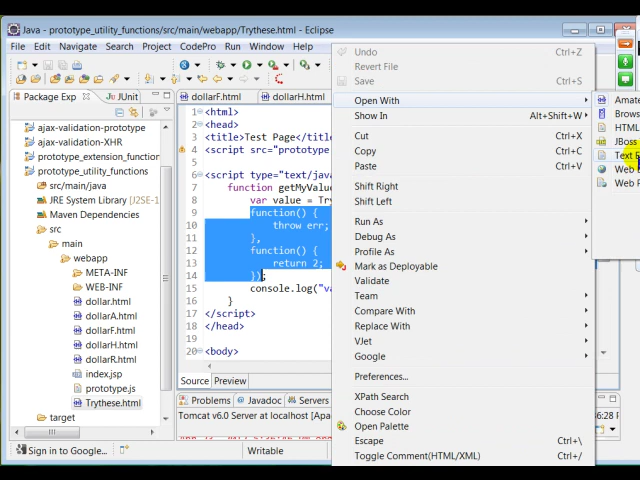 Java - prototype_utility_functions/src/main/webapp/Trythese.html - Eclipse
File Edit Navigate Search Project CodePro Run Window Help
Package Exp JUnit
ajax-validation-prototype
ajax-validation-XHR
prototype_extension_function
prototype_utility_functions
src/main/java
JRE System Library [J2SE-1
Maven Dependencies
src
main
webapp
META-INF
WEB-INF
dollar.html
dollarA.html
dollarF.html
dollarH.html
dollarR.html
index.jsp
prototype.js
Trythese.html
target
dollarF.html dollarH.html
1 <html>
2 <head>
3 <title>Test Page</title
4 <script src="prototype
5
6 <script type="text/java
7 function getMyValue
8 var value = Try
9 function() {
10 throw err;
11 },
12 function() {
13 return 2;
14 });
15 console.log("va
16 }
17 </script>
18 </head>
19
20 <body>
Source Preview
Problems Javadoc Servers
Tomcat v6.0 Server at localhost [Apa
6:28 P
Sign in to Google... Writable
Undo Ctrl+Z
Revert File
Save Ctrl+S
Open With
Show In Alt+Shift+W
Cut Ctrl+X
Copy Ctrl+C
Paste Ctrl+V
Shift Right
Shift Left
Run As
Debug As
Profile As
Mark as Deployable
Validate
Team
Compare With
Replace With
VJet
Google
Preferences...
XPath Search
Choose Color
Open Palette
Escape Ctrl+\
Toggle Comment(HTML/XML) Ctrl+/
Amate
Brows
HTML
JBoss
Text E
Web
Web P